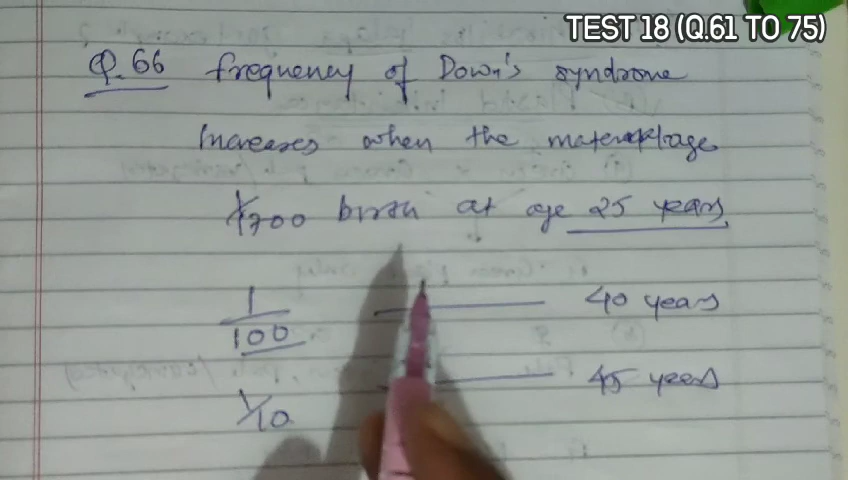 TEST 18 (Q.61 TO 75)
Q.66 frequency of Down's syndrome
Increases when the maternal age
1/1700 birth at age 25 years
1/100 40 years
1/10 45 years